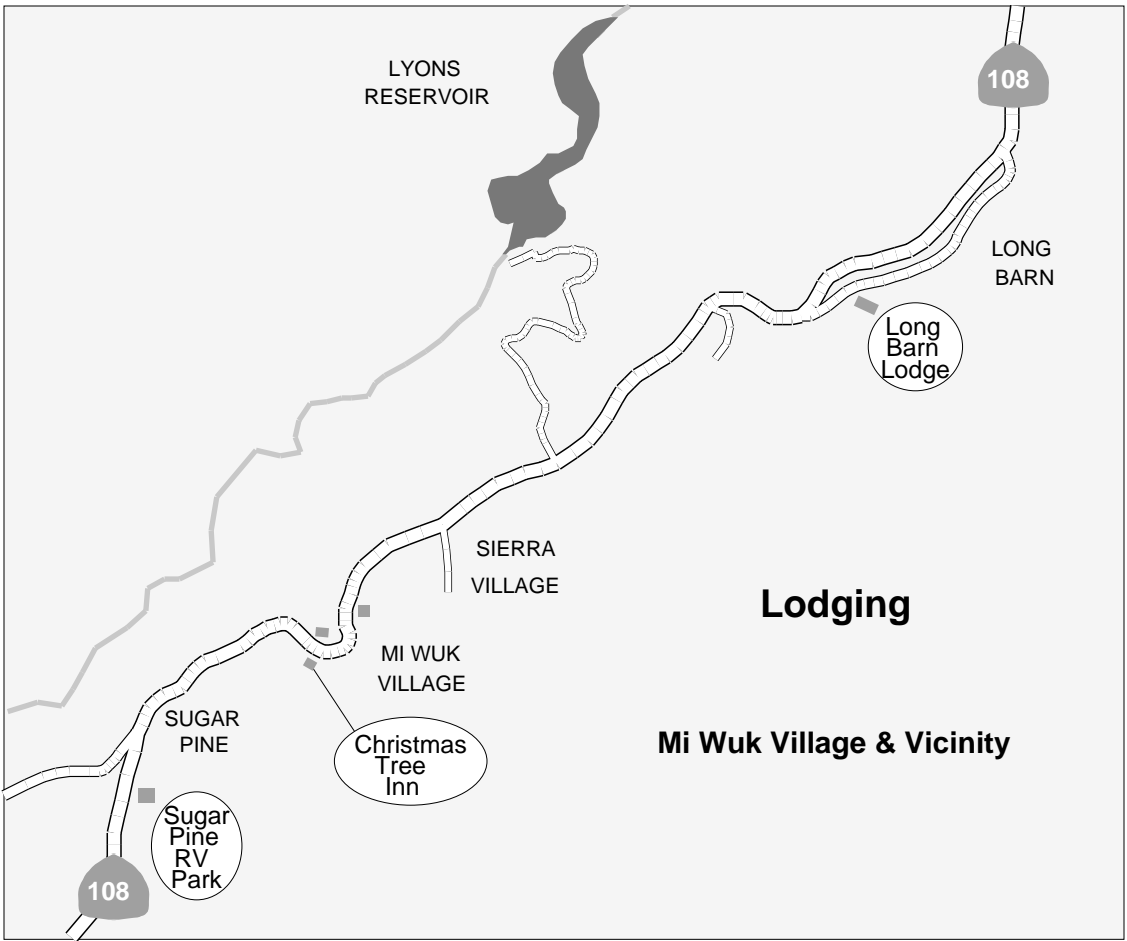 LYONS
RESERVOIR
108
LONG
BARN
Long
Barn
Lodge
SIERRA
VILLAGE
Lodging
MI WUK
VILLAGE
SUGAR
PINE
Christmas
Tree
Inn
Mi Wuk Village & Vicinity
Sugar
Pine
RV
Park
108